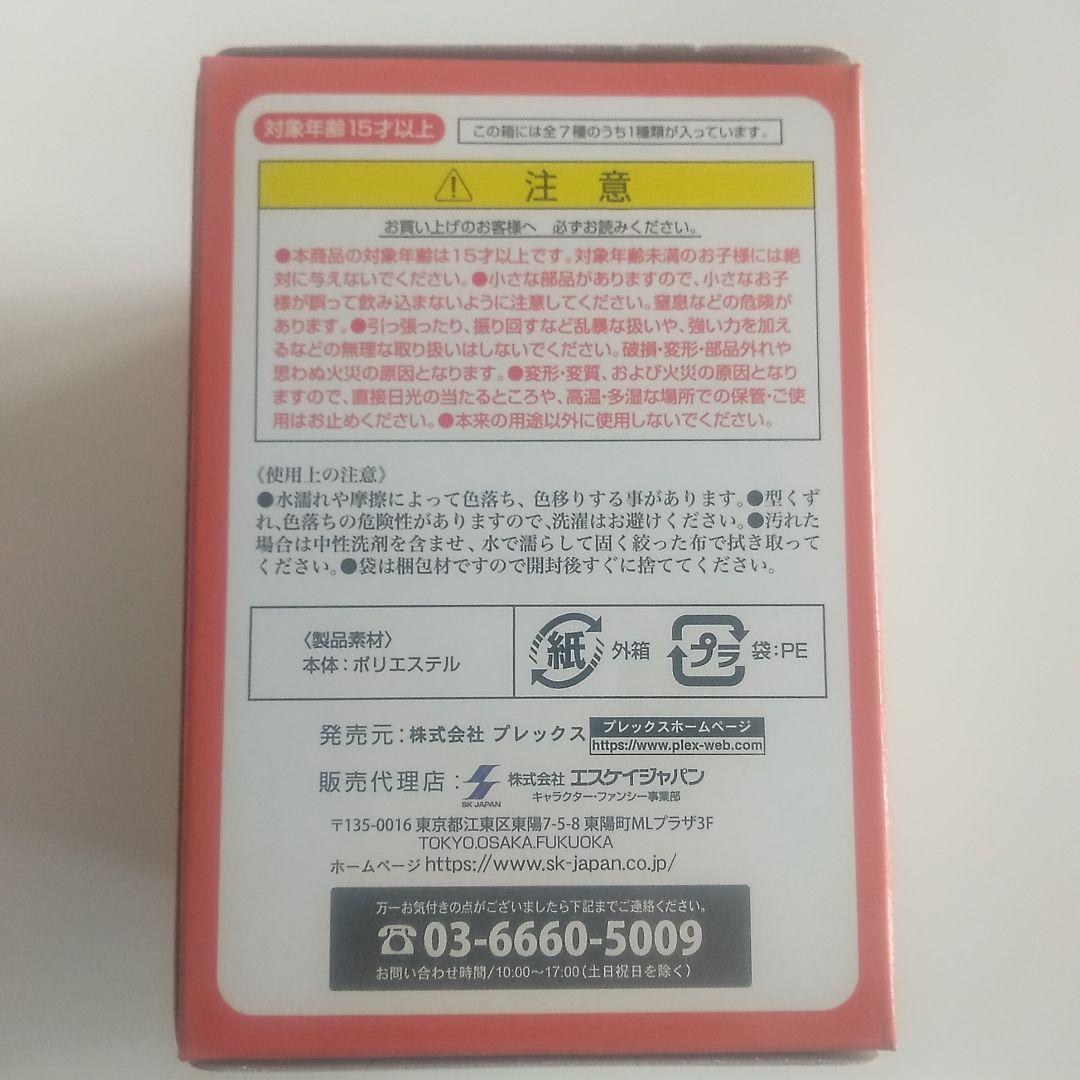 対象年齢15才以上
この箱には全7種のうち1種類が入っています。
注 意
お買い上げのお客様へ 必ずお読みください。
●本商品の対象年齢は15才以上です。対象年齢未満のお子様には絶
対に与えないでください。●小さな部品がありますので、小さなお子
様が誤って飲み込まないように注意してください。窒息などの危険が
あります。●引っ張ったり、振り回すなど乱暴な扱いや、強い力を加え
るなどの無理な取り扱いはしないでください。破損・変形・部品外れや
思わぬ火災の原因となります。●変形・変質、および火災の原因となり
ますので、直接日光の当たるところや、高温・多湿な場所での保管・ご使
用はお止めください。●本来の用途以外に使用しないでください。
《使用上の注意》
●水濡れや摩擦によって色落ち、色移りする事があります。●型くず
れ、色落ちの危険性がありますので、洗濯はお避けください。●汚れた
場合は中性洗剤を含ませ、水で濡らして固く絞った布で拭き取って
ください。●袋は梱包材ですので開封後すぐに捨ててください。
〈製品素材〉
本体：ポリエステル
紙 外箱
プラ 袋：PE
発売元：株式会社 プレックス
プレックスホームページ
https://www.plex-web.com
販売代理店：
SK JAPAN
株式会社 エスケイジャパン
キャラクター・ファンシー事業部
〒135-0016 東京都江東区東陽7-5-8 東陽町MLプラザ3F
TOKYO.OSAKA.FUKUOKA
ホームページ https://www.sk-japan.co.jp/
万一お気付きの点がございましたら下記までご連絡ください。
☎03-6660-5009
お問い合わせ時間/10:00～17:00（土日祝日を除く）